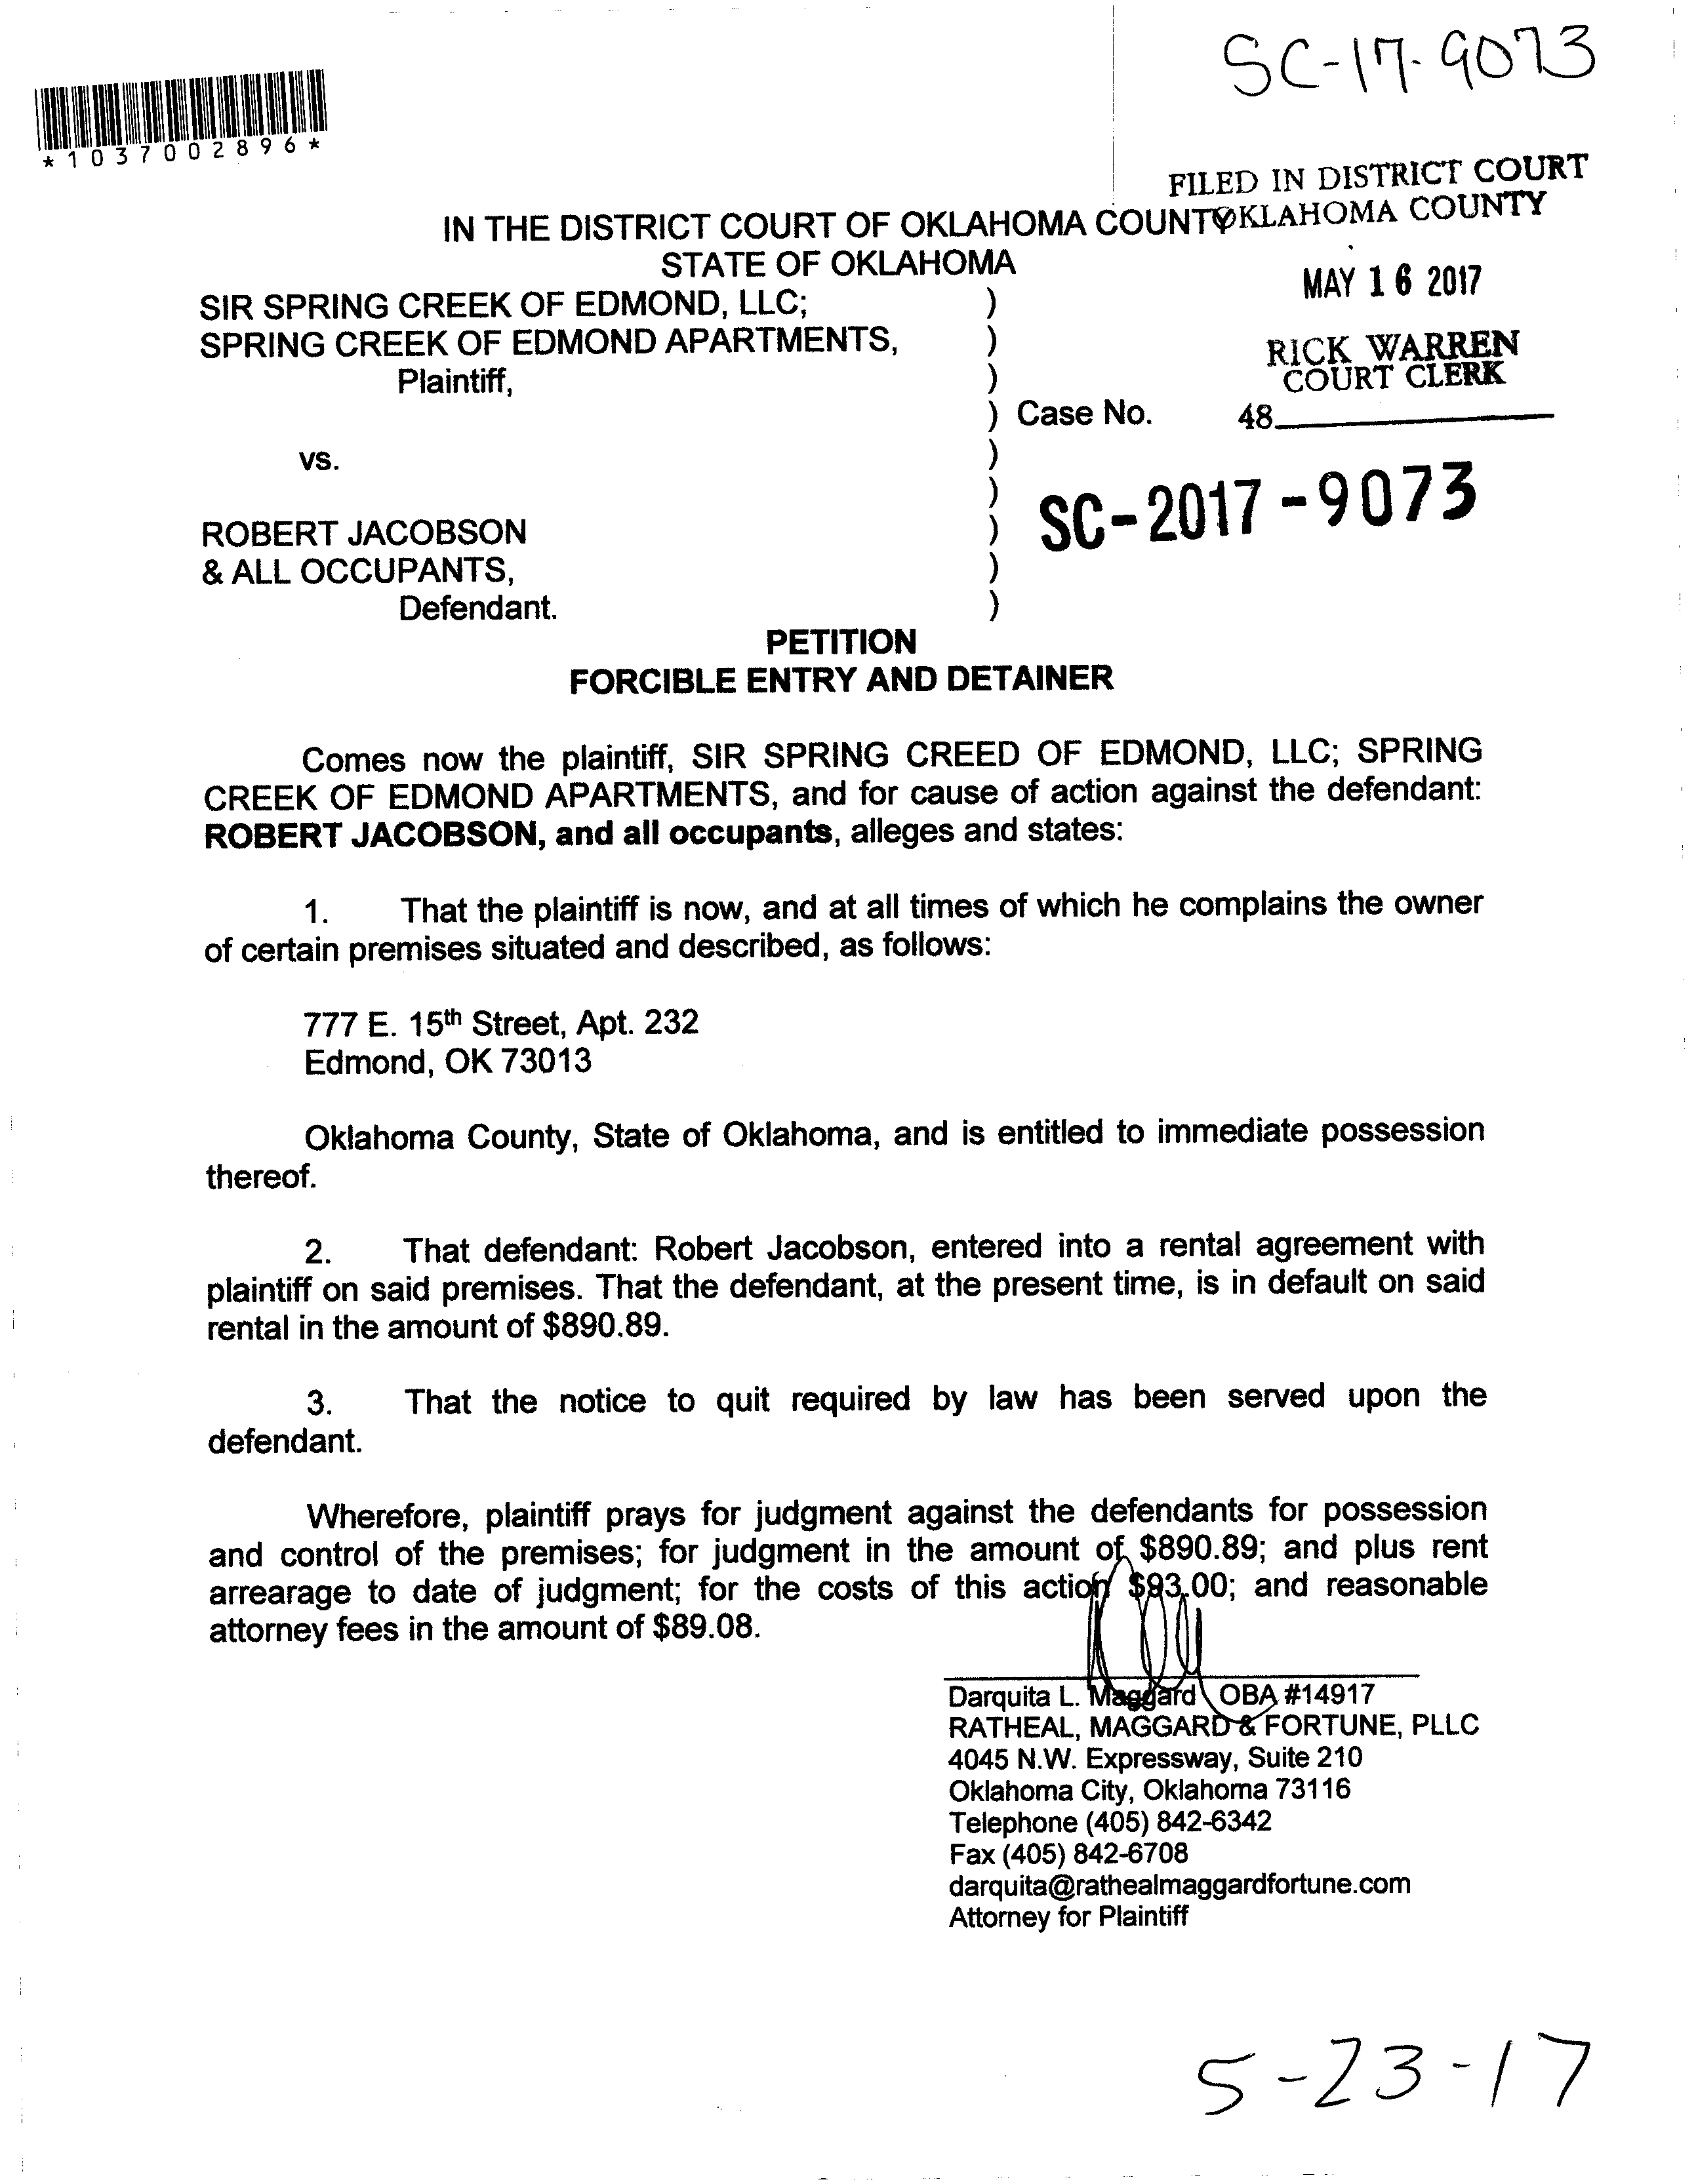 SC-17-9073
*1037002896*
FILED IN DISTRICT COURT
OKLAHOMA COUNTY
IN THE DISTRICT COURT OF OKLAHOMA COUNTY
STATE OF OKLAHOMA
MAY 16 2017
SIR SPRING CREEK OF EDMOND, LLC; )
SPRING CREEK OF EDMOND APARTMENTS, )
RICK WARREN
COURT CLERK
Plaintiff, )
) Case No. 48
vs. )
)
SC-2017-9073
ROBERT JACOBSON )
& ALL OCCUPANTS, )
Defendant. )
PETITION
FORCIBLE ENTRY AND DETAINER
Comes now the plaintiff, SIR SPRING CREED OF EDMOND, LLC; SPRING
CREEK OF EDMOND APARTMENTS, and for cause of action against the defendant:
ROBERT JACOBSON, and all occupants, alleges and states:
1. That the plaintiff is now, and at all times of which he complains the owner
of certain premises situated and described, as follows:
777 E. 15th Street, Apt. 232
Edmond, OK 73013
Oklahoma County, State of Oklahoma, and is entitled to immediate possession
thereof.
2. That defendant: Robert Jacobson, entered into a rental agreement with
plaintiff on said premises. That the defendant, at the present time, is in default on said
rental in the amount of $890.89.
3. That the notice to quit required by law has been served upon the
defendant.
Wherefore, plaintiff prays for judgment against the defendants for possession
and control of the premises; for judgment in the amount of $890.89; and plus rent
arrearage to date of judgment; for the costs of this action $93.00; and reasonable
attorney fees in the amount of $89.08.
Darquita L. Maggard OBA #14917
RATHEAL, MAGGARD & FORTUNE, PLLC
4045 N.W. Expressway, Suite 210
Oklahoma City, Oklahoma 73116
Telephone (405) 842-6342
Fax (405) 842-6708
darquita@rathealmaggardfortune.com
Attorney for Plaintiff
5-23-17